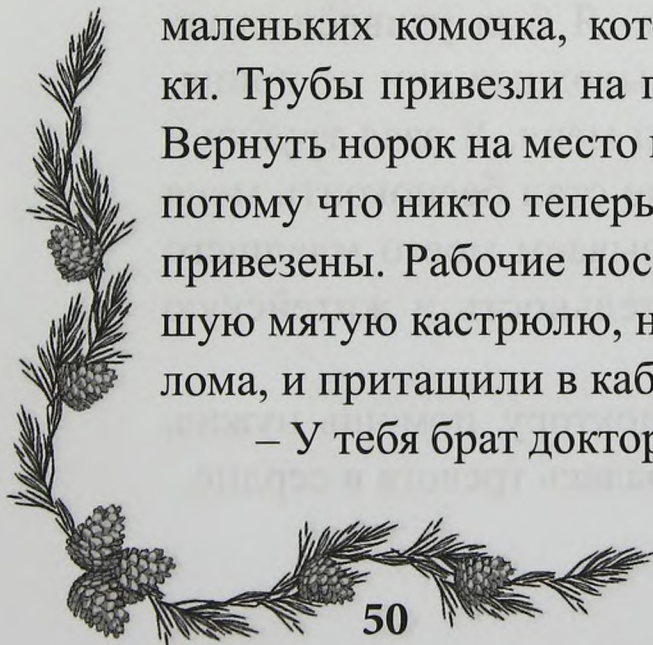 маленьких комочка, кот
ки. Трубы привезли на
Вернуть норок на место
потому что никто теперь
привезены. Рабочие пос
шую мятую кастрюлю, н
лома, и притащили в каб
– У тебя брат доктор
50